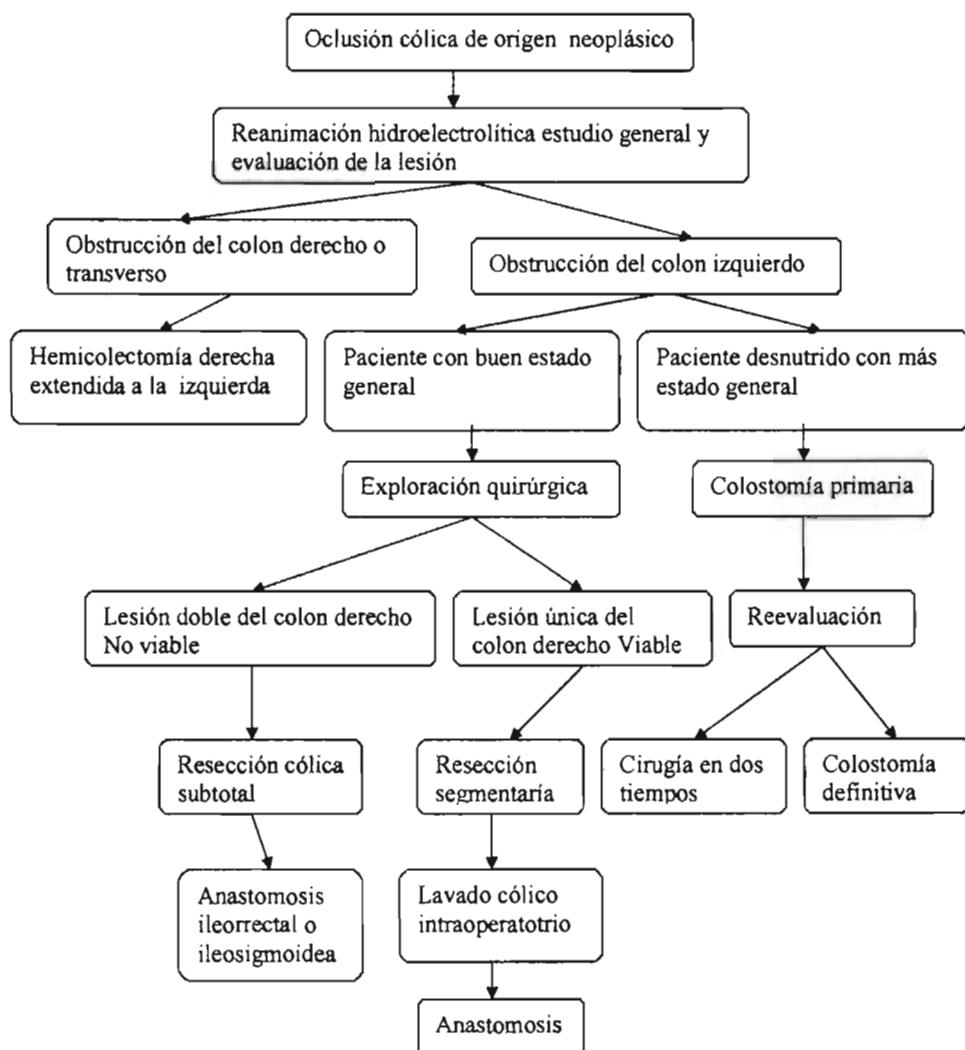 Oclusión cólica de origen neoplásico
Reanimación hidroelectrolítica estudio general y
evaluación de la lesión
Obstrucción del colon derecho o
transverso
Obstrucción del colon izquierdo
Hemicolectomía derecha
extendida a la izquierda
Paciente con buen estado
general
Paciente desnutrido con más
estado general
Exploración quirúrgica
Colostomía primaria
Lesión doble del colon derecho
No viable
Lesión única del
colon derecho Viable
Reevaluación
Resección cólica
subtotal
Resección
segmentaría
Cirugía en dos
tiempos
Colostomía
definitiva
Anastomosis
ileorrectal o
ileosigmoidea
Lavado cólico
intraoperatotrio
Anastomosis